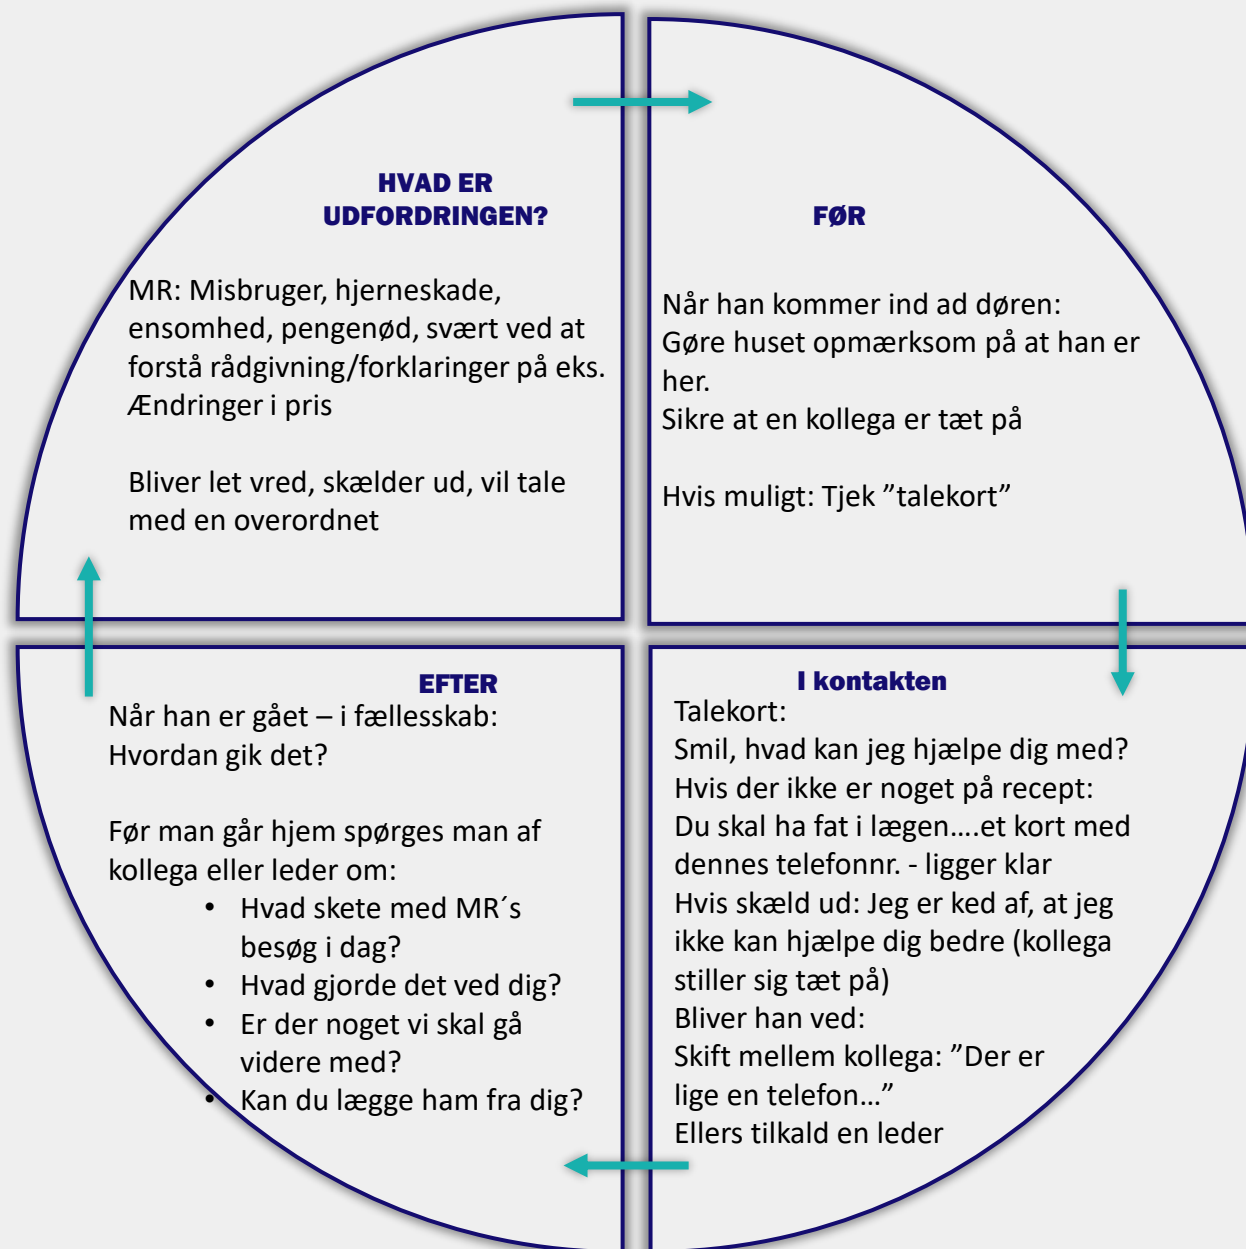 HVAD ER
UDFORDRINGEN?
MR: Misbruger, hjerneskade,
ensomhed, pengenød, svært ved at
forstå rådgivning/forklaringer på eks.
Ændringer i pris
Bliver let vred, skælder ud, vil tale
med en overordnet
FØR
Når han kommer ind ad døren:
Gøre huset opmærksom på at han er
her.
Sikre at en kollega er tæt på
Hvis muligt: Tjek ”talekort”
I kontakten
Talekort:
Smil, hvad kan jeg hjælpe dig med?
Hvis der ikke er noget på recept:
Du skal ha fat i lægen....et kort med
dennes telefonnr. - ligger klar
Hvis skæld ud: Jeg er ked af, at jeg
ikke kan hjælpe dig bedre (kollega
stiller sig tæt på)
Bliver han ved:
Skift mellem kollega: ”Der er
lige en telefon…”
Ellers tilkald en leder
EFTER
Når han er gået – i fællesskab:
Hvordan gik det?
Før man går hjem spørges man af
kollega eller leder om:
• Hvad skete med MR´s
besøg i dag?
• Hvad gjorde det ved dig?
• Er der noget vi skal gå
videre med?
• Kan du lægge ham fra dig?